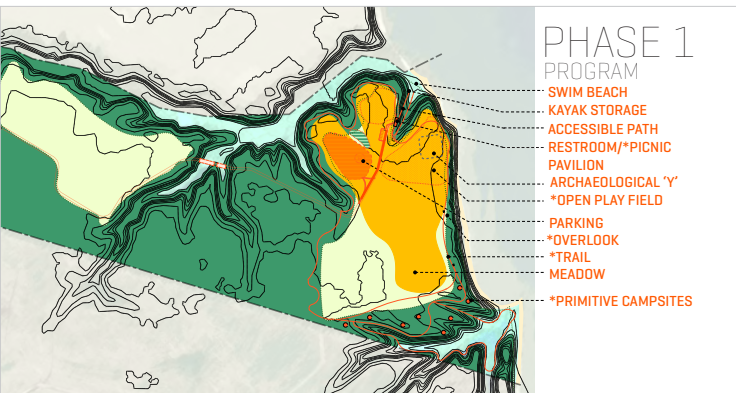 PHASE 1
PROGRAM
SWIM BEACH
KAYAK STORAGE
ACCESSIBLE PATH
RESTROOM/*PICNIC
PAVILION
ARCHAEOLOGICAL ‘Y’
*OPEN PLAY FIELD
PARKING
*OVERLOOK
*TRAIL
MEADOW
*PRIMITIVE CAMPSITES